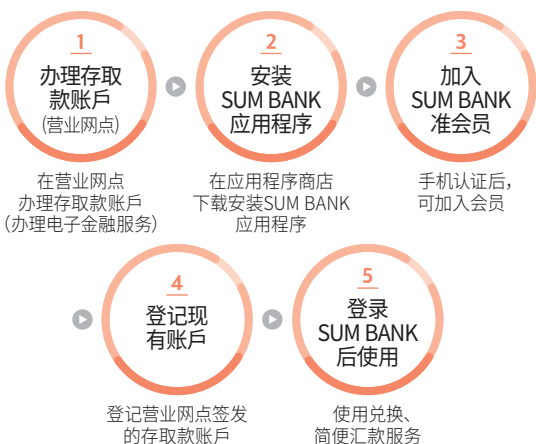 1
办理存取
款账戶
(营业网点)
在营业网点
办理存取款账戶
(办理电子金融服务)
2
安装
SUM BANK
应用程序
在应用程序商店
下载安装SUM BANK
应用程序
3
加入
SUM BANK
准会员
手机认证后，
可加入会员
4
登记现
有账戶
登记营业网点签发
的存取款账戶
5
登录
SUM BANK
后使用
使用兑换、
简便汇款服务